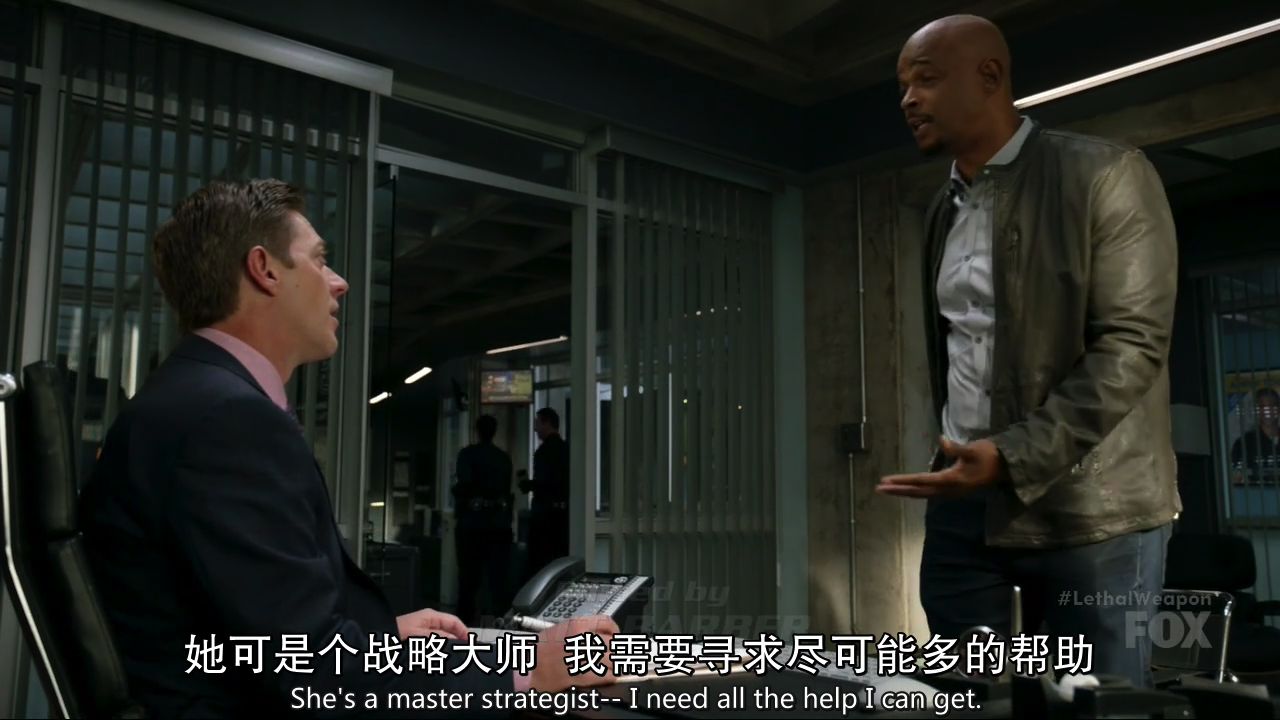 #LethalWeapon
FOX
她可是个战略大师 我需要寻求尽可能多的帮助
She's a master strategist-- I need all the help I can get.